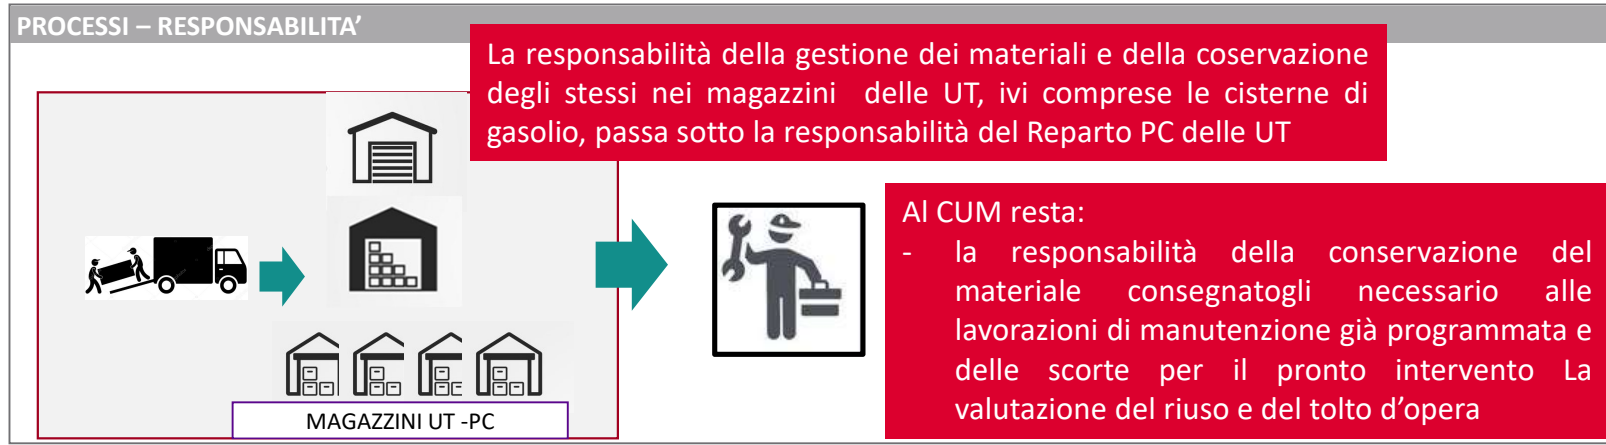 PROCESSI – RESPONSABILITA’
La responsabilità della gestione dei materiali e della coservazione
degli stessi nei magazzini delle UT, ivi comprese le cisterne di
gasolio, passa sotto la responsabilità del Reparto PC delle UT
Al CUM resta:
- la responsabilità della conservazione del
materiale consegnatogli necessario alle
lavorazioni di manutenzione già programmata e
delle scorte per il pronto intervento La
valutazione del riuso e del tolto d’opera
MAGAZZINI UT -PC